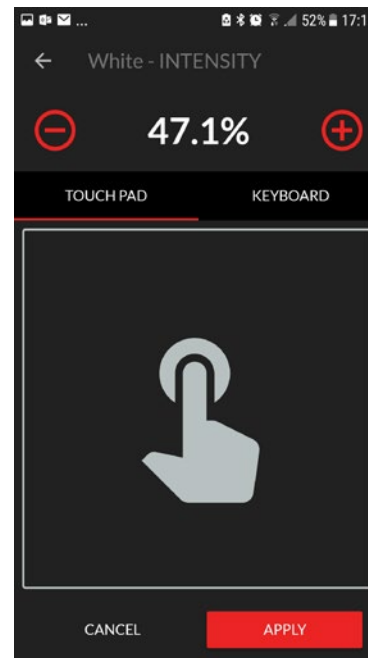 ... 52% 17:1
White - INTENSITY
47.1%
TOUCH PAD KEYBOARD
CANCEL APPLY